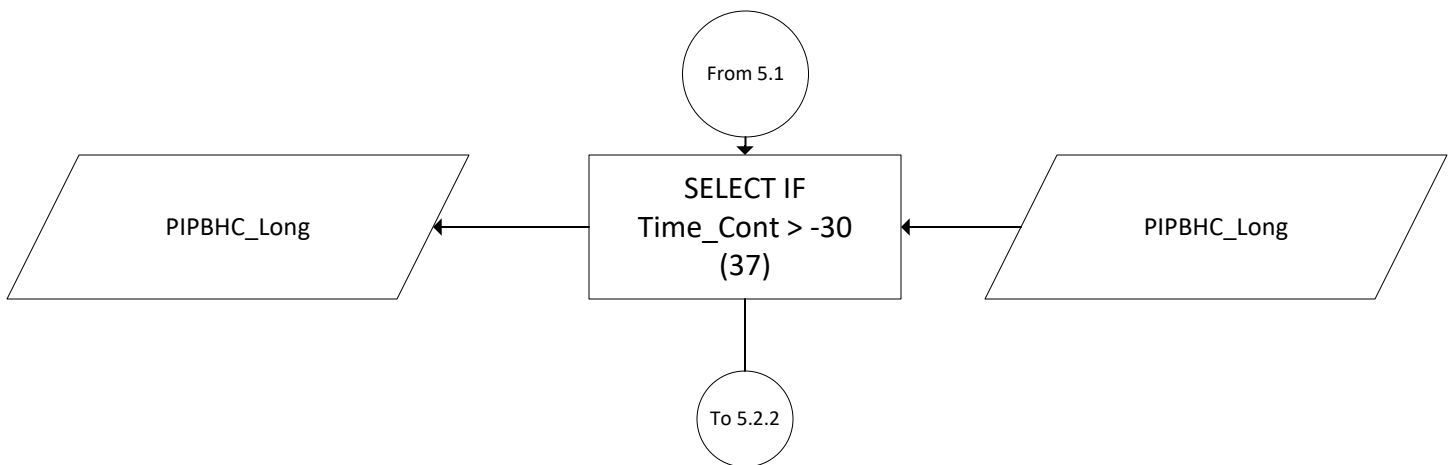 From 5.1
PIPBHC_Long
SELECT IF
Time_Cont > -30
(37)
PIPBHC_Long
To 5.2.2